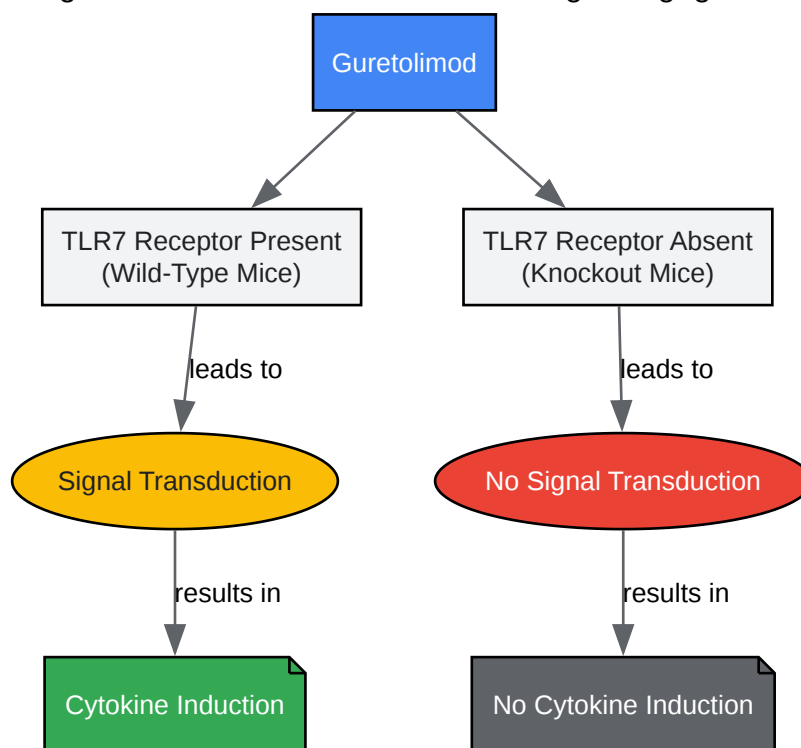 Guretolimod
TLR7 Receptor Present
(Wild-Type Mice)
TLR7 Receptor Absent
(Knockout Mice)
leads to
leads to
Signal Transduction
No Signal Transduction
results in
results in
Cytokine Induction
No Cytokine Induction